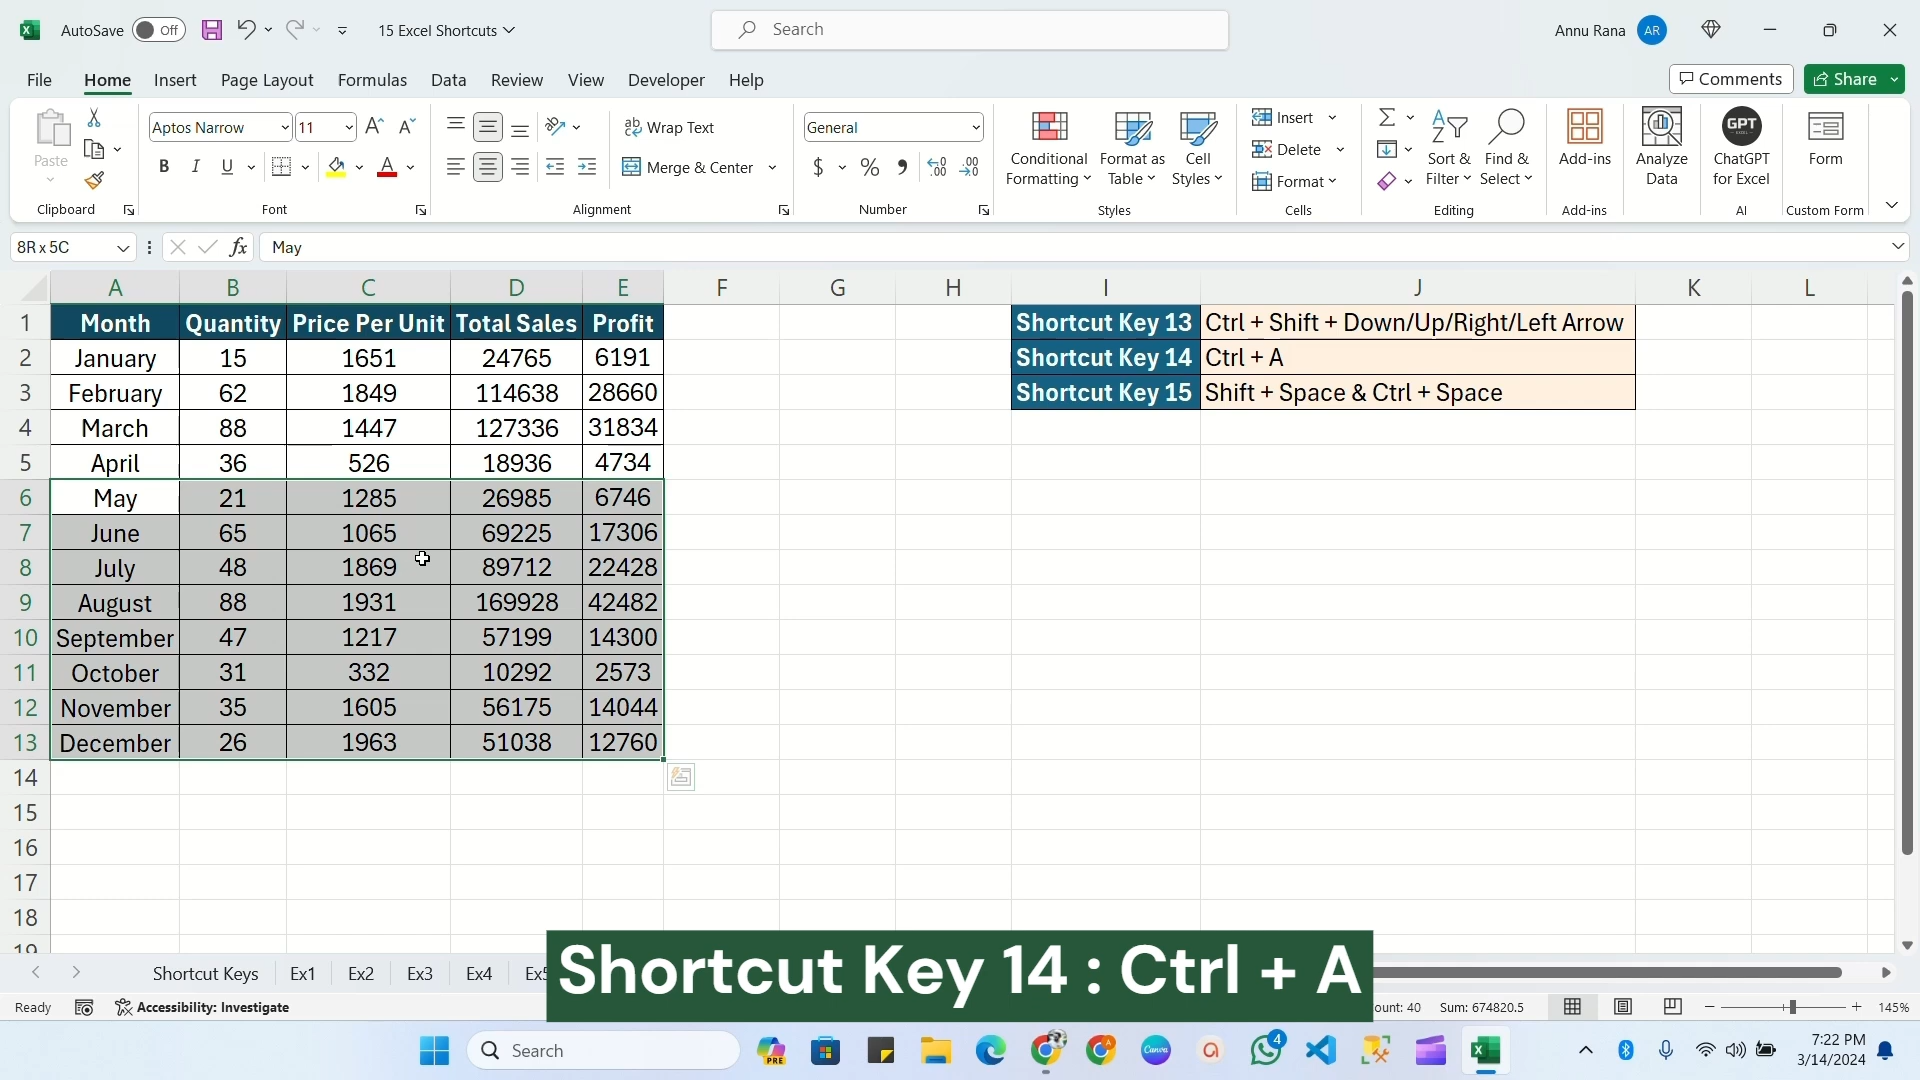 AutoSave Off 15 Excel Shortcuts Search Annu Rana AR
File Home Insert Page Layout Formulas Data Review View Developer Help Comments Share
Paste Aptos Narrow 11 Wrap Text General Conditional Formatting Format as Table Cell Styles Insert Sort & Filter Find & Select Add-ins Analyze Data GPT ChatGPT for Excel Form
B I U Merge & Center $ % Delete
Format
Clipboard Font Alignment Number Styles Cells Editing Add-ins AI Custom Form
8R x 5C fx May
A B C D E F G H I J K L
1 Month Quantity Price Per Unit Total Sales Profit Shortcut Key 13 Ctrl + Shift + Down/Up/Right/Left Arrow
2 January 15 1651 24765 6191 Shortcut Key 14 Ctrl + A
3 February 62 1849 114638 28660 Shortcut Key 15 Shift + Space & Ctrl + Space
4 March 88 1447 127336 31834
5 April 36 526 18936 4734
6 May 21 1285 26985 6746
7 June 65 1065 69225 17306
8 July 48 1869 89712 22428
9 August 88 1931 169928 42482
10 September 47 1217 57199 14300
11 October 31 332 10292 2573
12 November 35 1605 56175 14044
13 December 26 1963 51038 12760
14
15
16
17
18
19
Shortcut Key 14 : Ctrl + A
Shortcut Keys Ex1 Ex2 Ex3 Ex4
Ready Accessibility: Investigate ount: 40 Sum: 674820.5 145%
Search PRE Canva 4 7:22 PM
3/14/2024